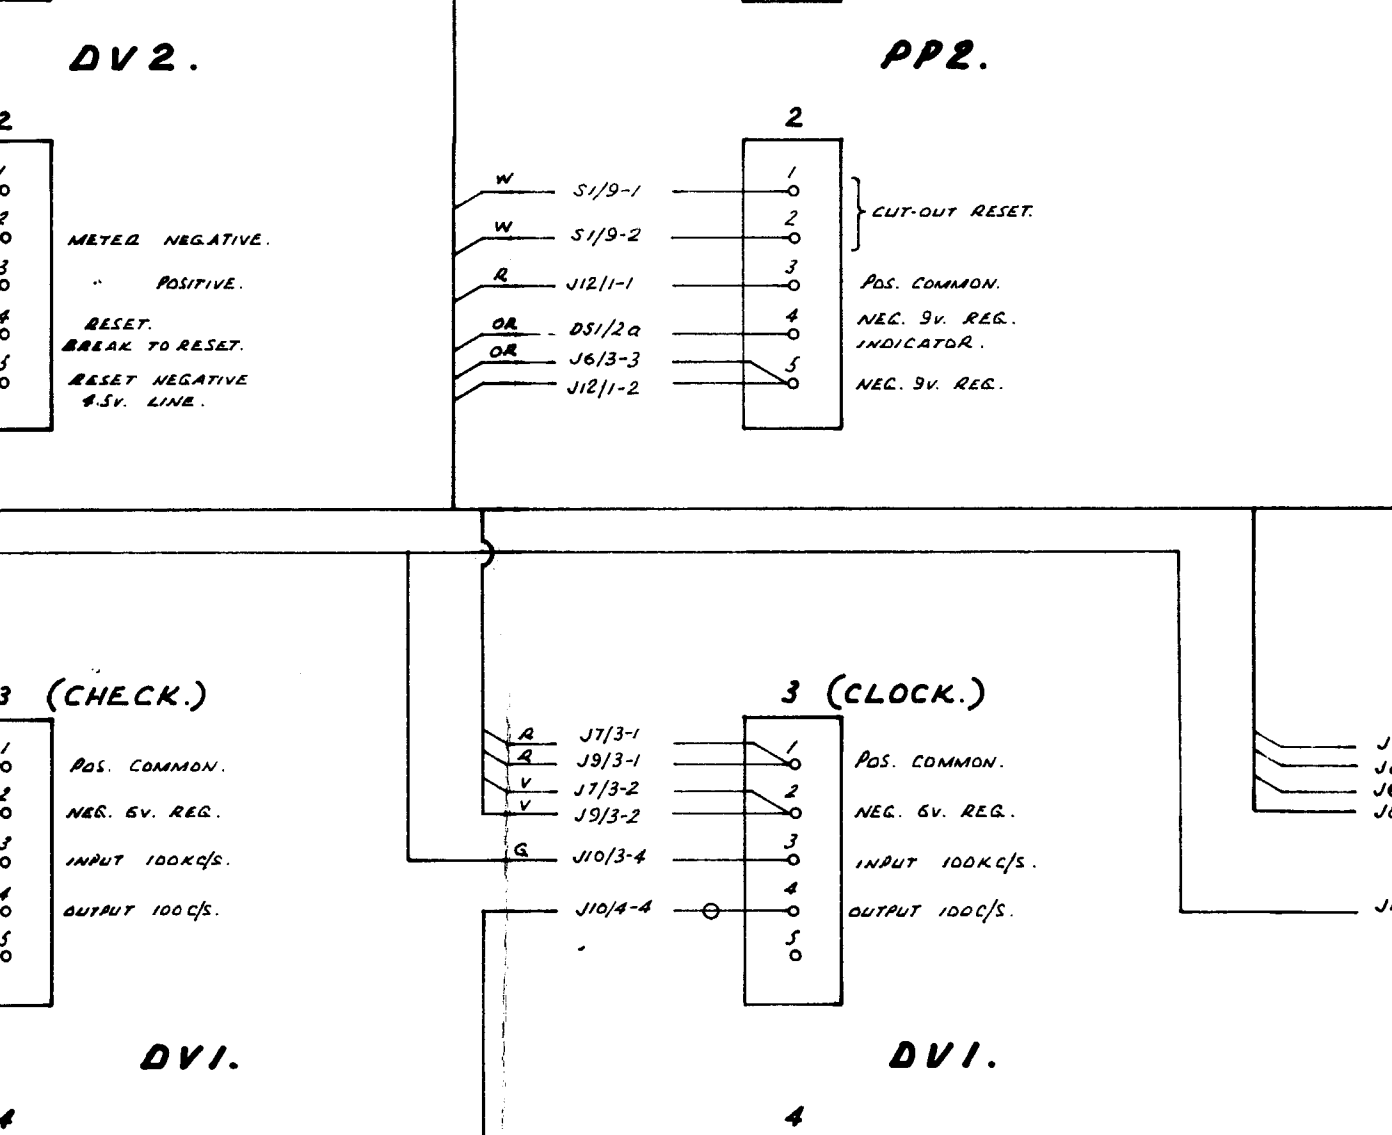 DV2.
PP2.
2
2
1
2
3
4
5
METER NEGATIVE.
" POSITIVE.
RESET.
BREAK TO RESET.
RESET NEGATIVE
4.5V. LINE.
W S1/9-1 1
W S1/9-2 2
CUT-OUT RESET.
R J12/1-1 3 POS. COMMON.
OR DS1/2a 4 NEG. 9V. REG.
INDICATOR.
OR J6/3-3 5
J12/1-2 NEG. 9V. REG.
3 (CHECK.)
1 POS. COMMON.
2 NEG. 6V. REG.
3 INPUT 100KC/S.
4 OUTPUT 100C/S.
5
DV1.
4
3 (CLOCK.)
R J7/3-1 1
R J9/3-1 POS. COMMON.
V J7/3-2 2
V J9/3-2 NEG. 6V. REG.
G J10/3-4 3 INPUT 100KC/S.
J10/4-4 4 OUTPUT 100C/S.
5
DV1.
4